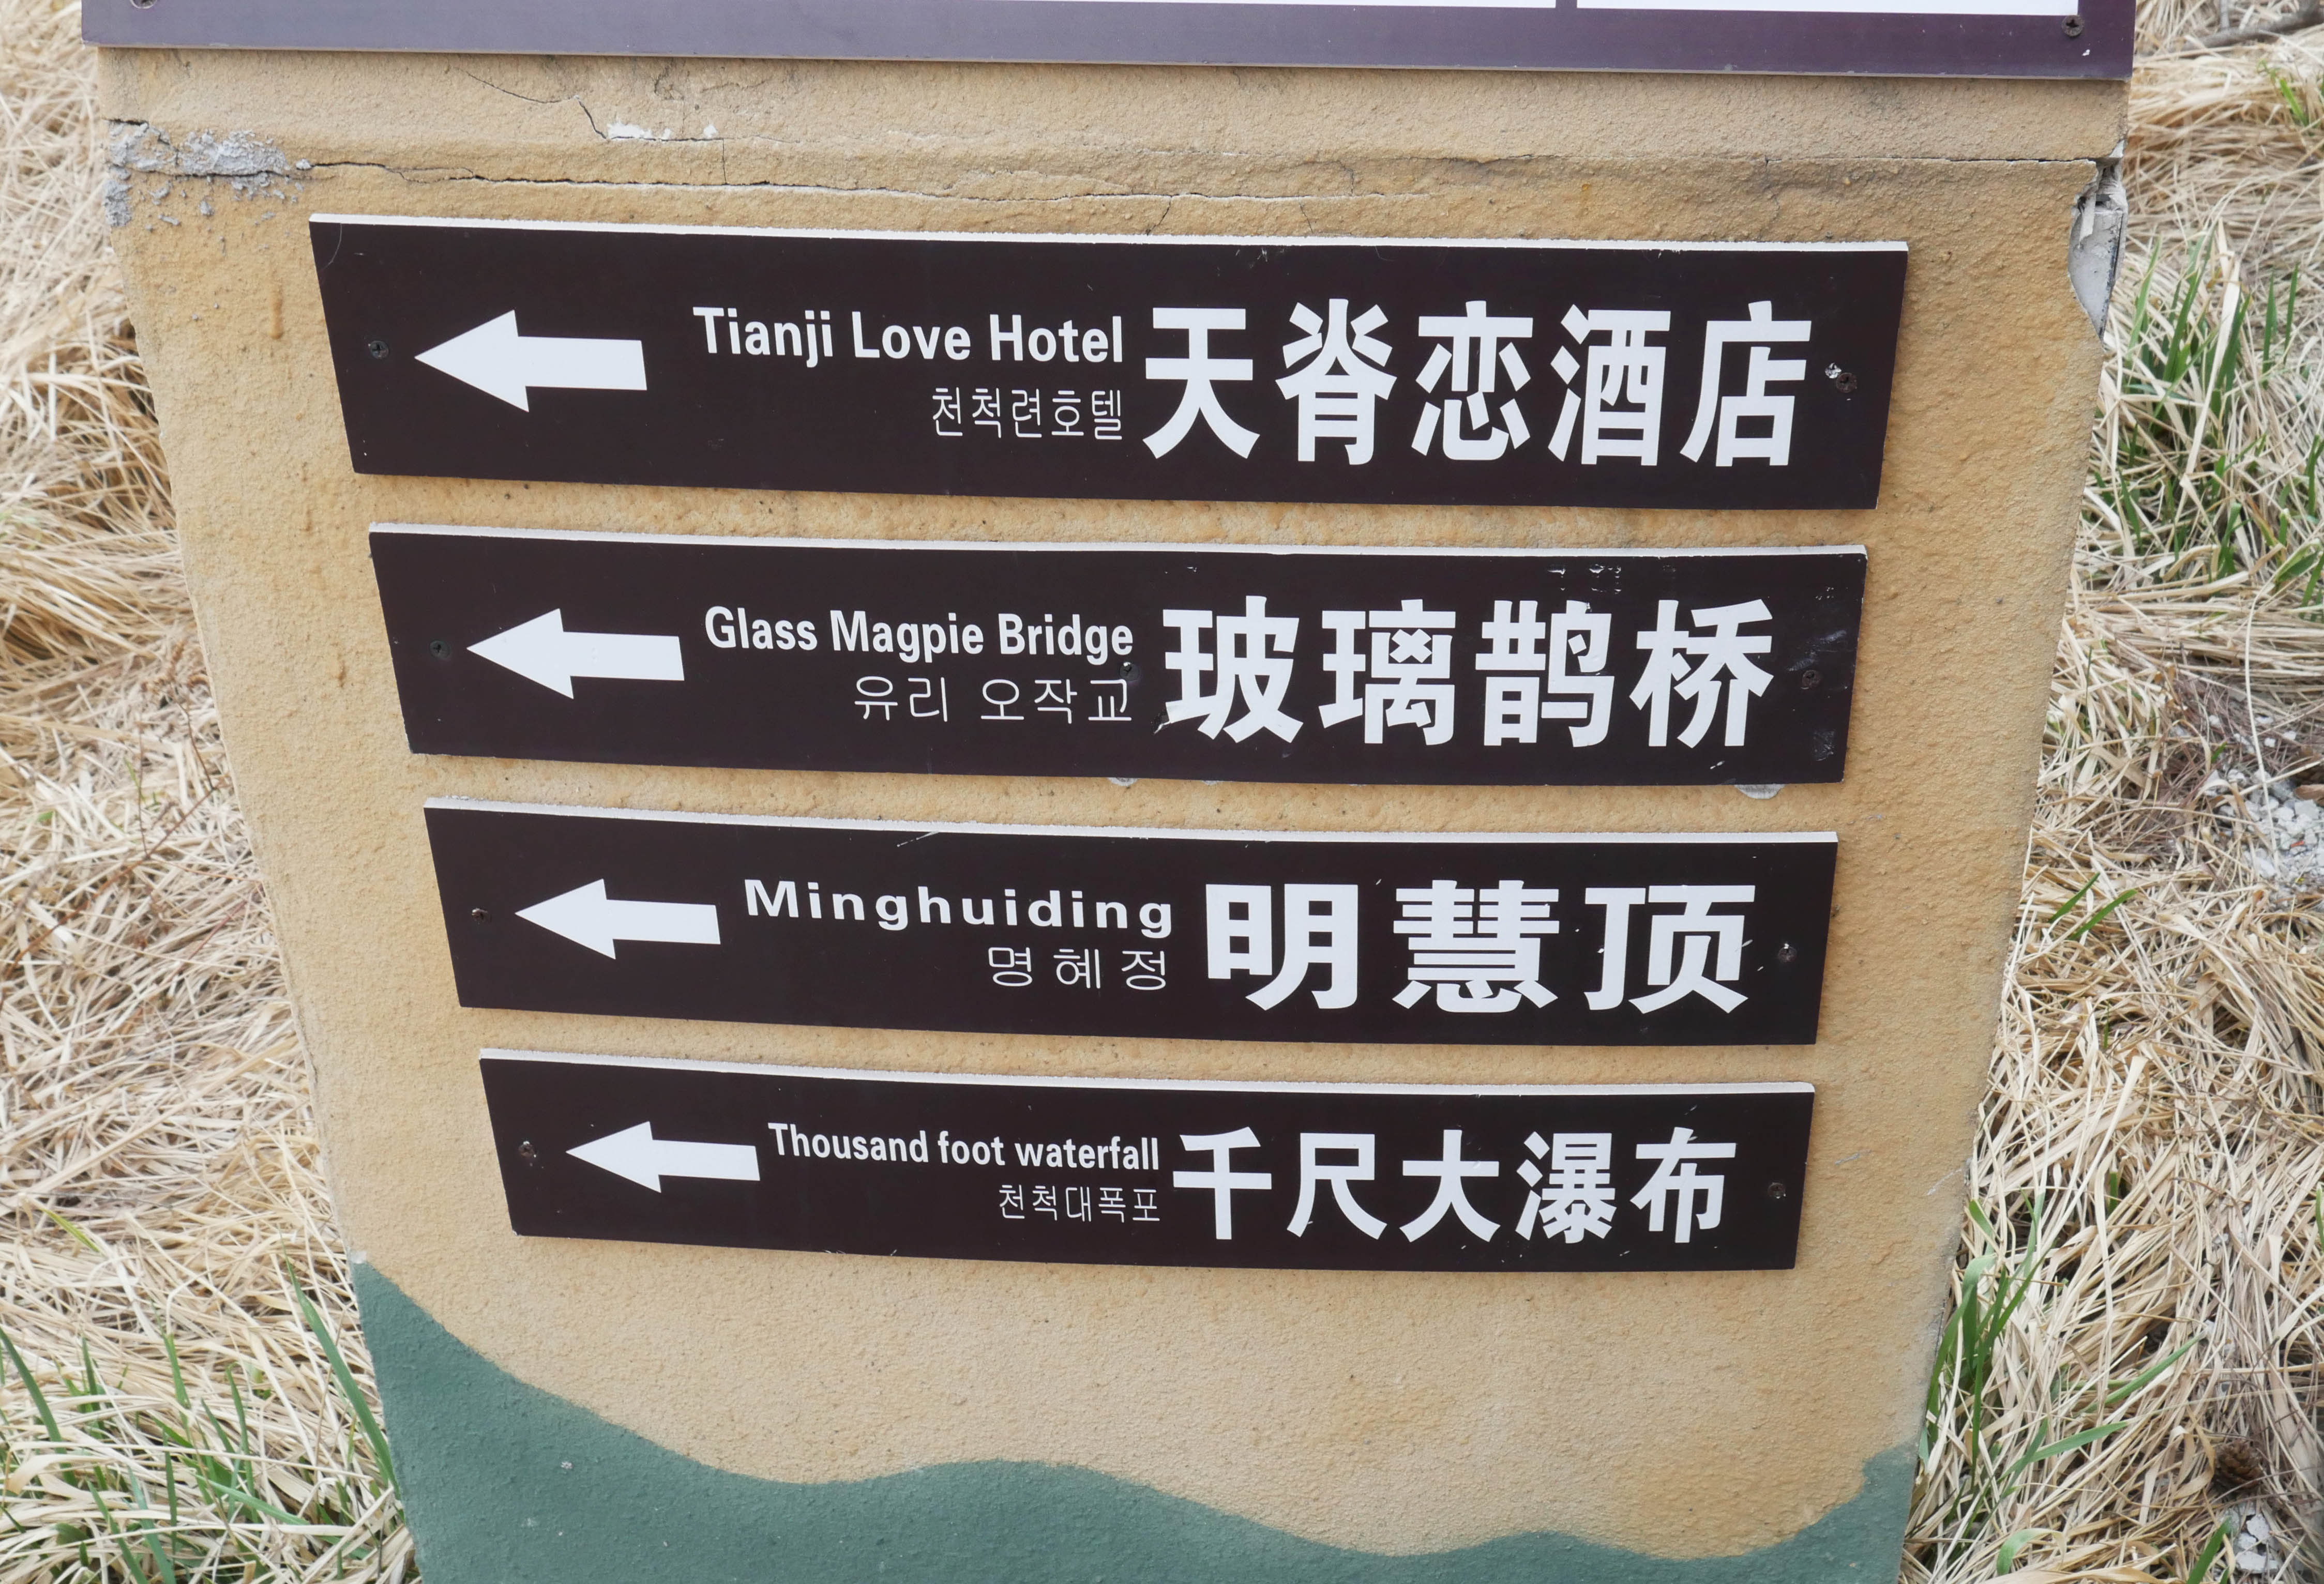 Tianji Love Hotel
천척련호텔
天脊恋酒店
Glass Magpie Bridge
유리 오작교
玻璃鹊桥
Minghuiding
명혜정
明慧顶
Thousand foot waterfall
천척대폭포
千尺大瀑布